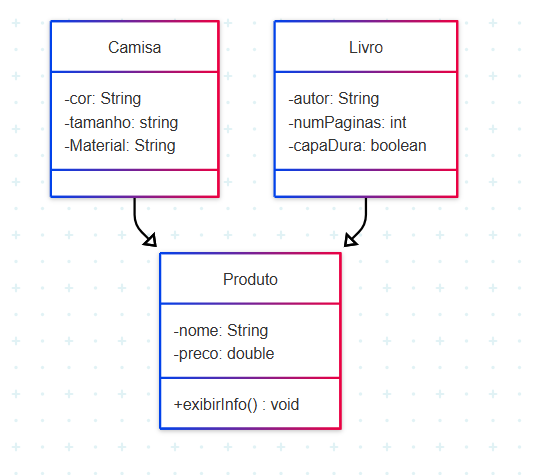 Camisa
-cor: String
-tamanho: string
-Material: String
Livro
-autor: String
-numPaginas: int
-capaDura: boolean
Produto
-nome: String
-preco: double
+exibirInfo() : void